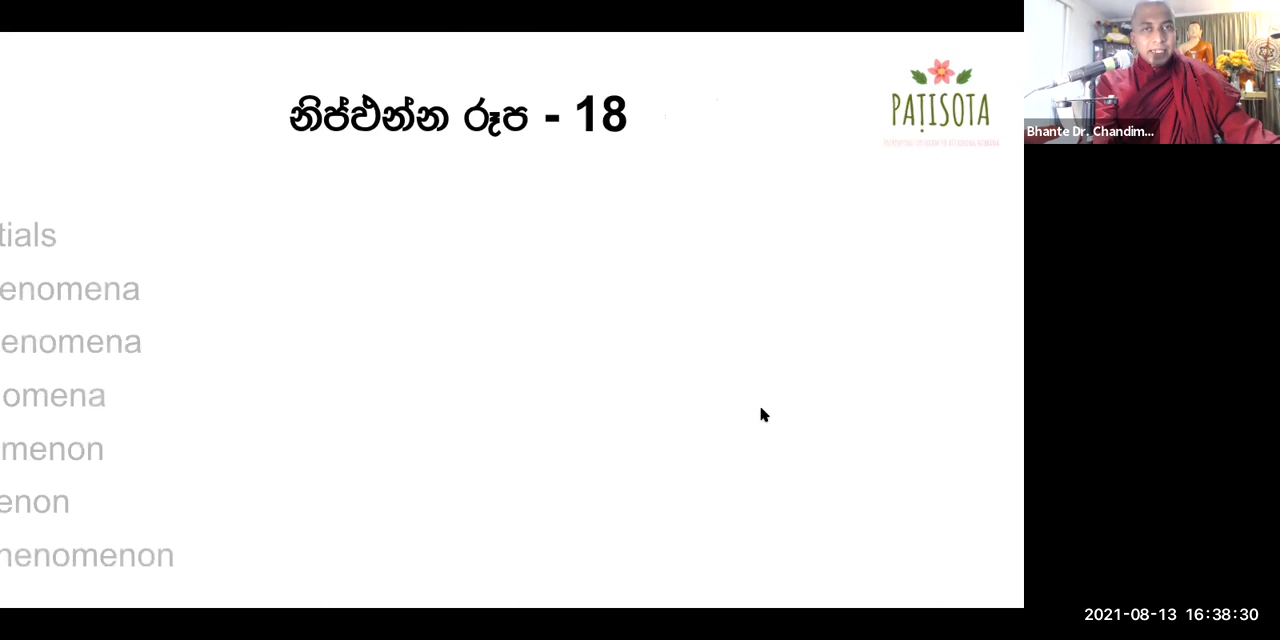 නිප්ඵන්න රූප - 18
PAṬISOTA
Bhante Dr. Chandim...
tials
enomena
enomena
omena
menon
enon
henomenon
2021-08-13 16:38:30